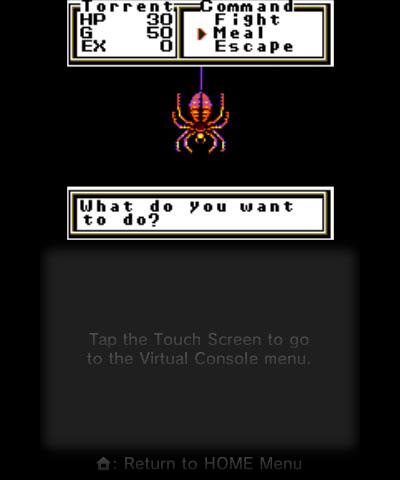 Torrent
HP 30
G 50
EX 0
Command
Fight
Meal
Escape
What do you want
to do?
Tap the Touch Screen to go
to the Virtual Console menu.
: Return to HOME Menu